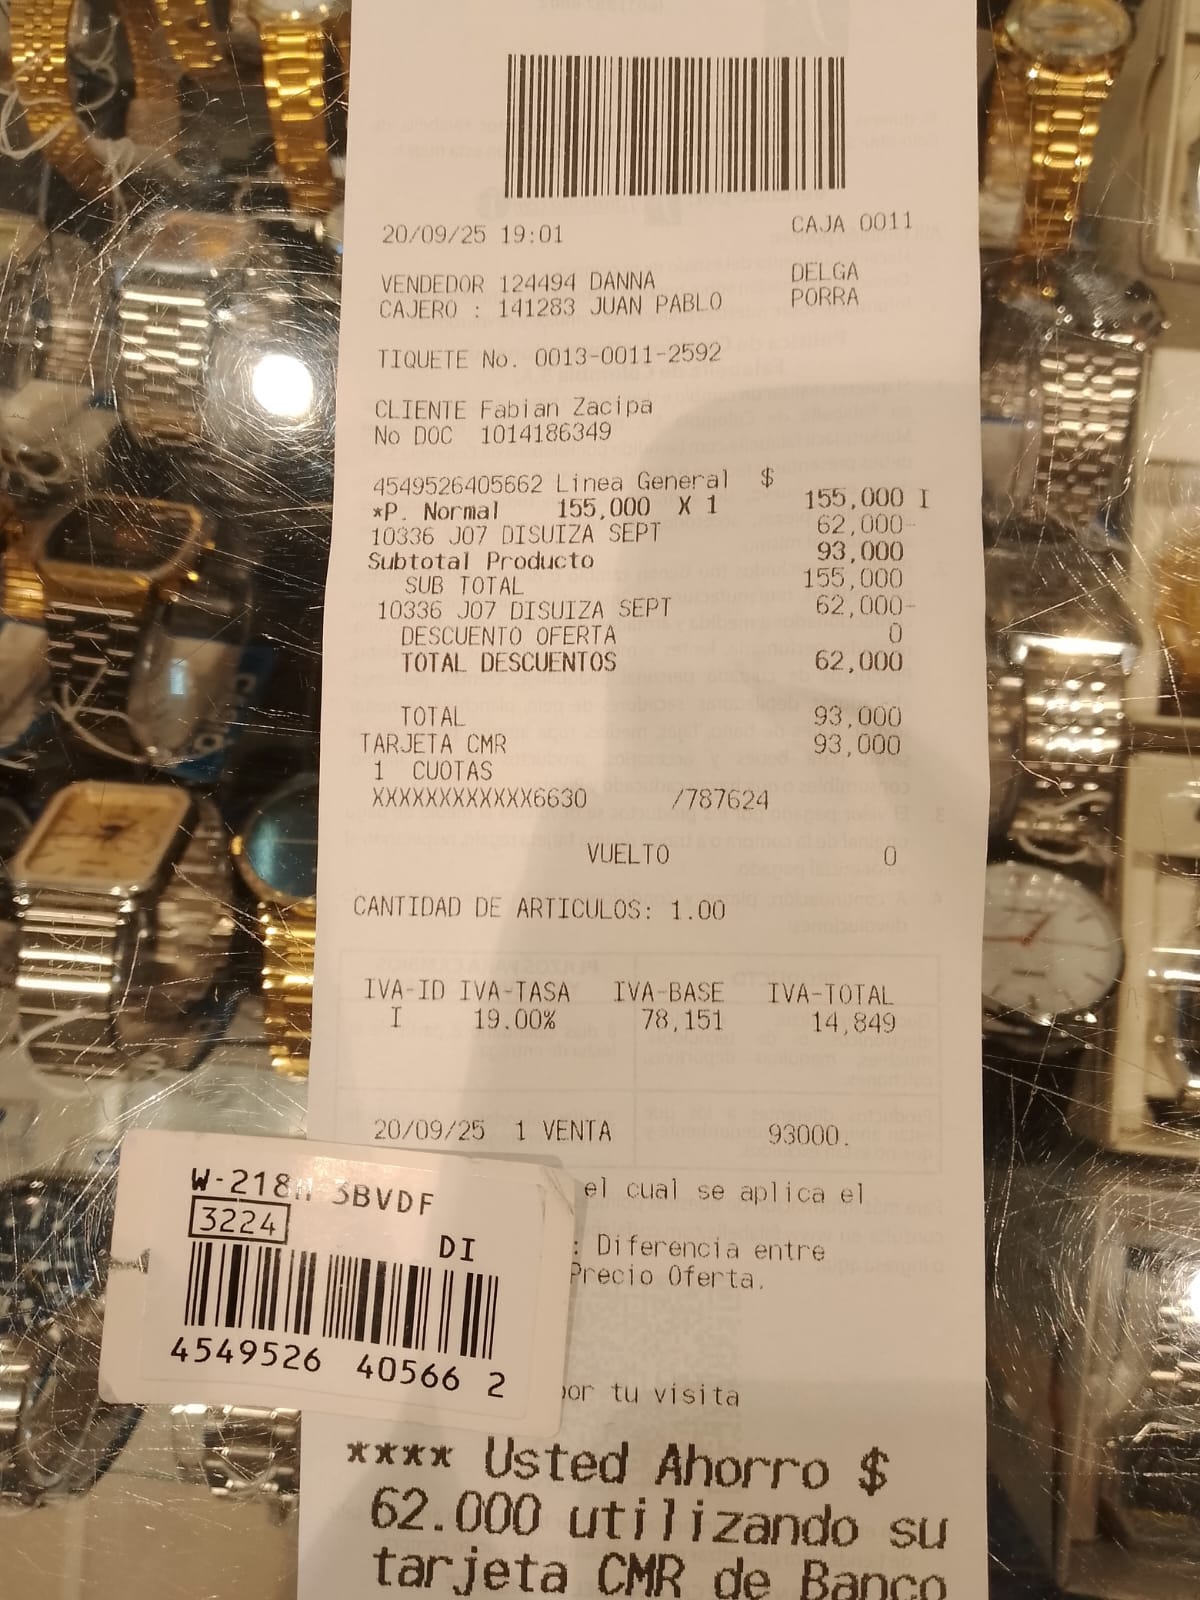 20/09/25 19:01 CAJA 0011
VENDEDOR 124494 DANNA DELGA
CAJERO : 141283 JUAN PABLO PORRA
TIQUETE No. 0013-0011-2592
CLIENTE Fabian Zacipa
No DOC 1014186349
4549526405662 Linea General $
*P. Normal 155,000 X 1 155,000 I
10336 J07 DISUIZA SEPT 62,000-
Subtotal Producto 93,000
SUB TOTAL 155,000
10336 J07 DISUIZA SEPT 62,000-
DESCUENTO OFERTA 0
TOTAL DESCUENTOS 62,000
TOTAL 93,000
TARJETA CMR 93,000
1 CUOTAS
XXXXXXXXXXXX6630 /787624
VUELTO 0
CANTIDAD DE ARTICULOS: 1.00
IVA-ID IVA-TASA IVA-BASE IVA-TOTAL
I 19.00% 78,151 14,849
20/09/25 1 VENTA 93000.
el cual se aplica el
: Diferencia entre
Precio Oferta.
por tu visita
**** Usted Ahorro $
62.000 utilizando su
tarjeta CMR de Banco
W-218 5BVDF
3224
DI
4549526 40566 2